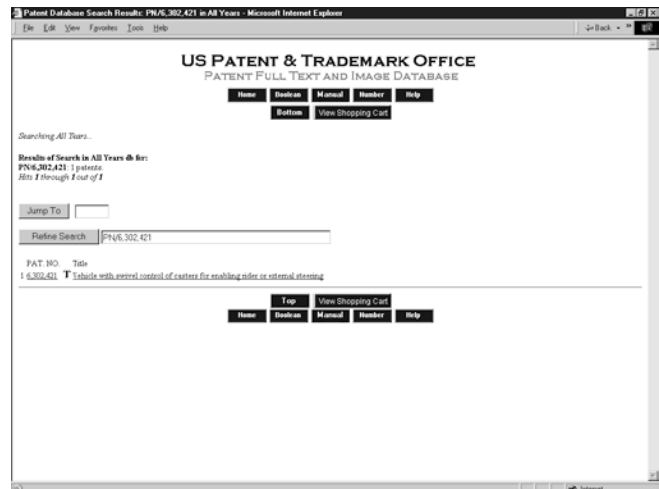 Patent Database Search Results: PN/6,302,421 in All Years - Microsoft Internet Explorer
File Edit View Favorites Tools Help
Back
US PATENT & TRADEMARK OFFICE
PATENT FULL TEXT AND IMAGE DATABASE
Home Boolean Manual Number Help
Bottom View Shopping Cart
Searching All Years...
Results of Search in All Years db for:
PN/6,302,421: 1 patents.
Hits 1 through 1 out of 1
Jump To
Refine Search PN/6,302,421
PAT. NO. Title
1 6,302,421 T Vehicle with swivel control of casters for enabling rider or external steering
Top View Shopping Cart
Home Boolean Manual Number Help
Internet